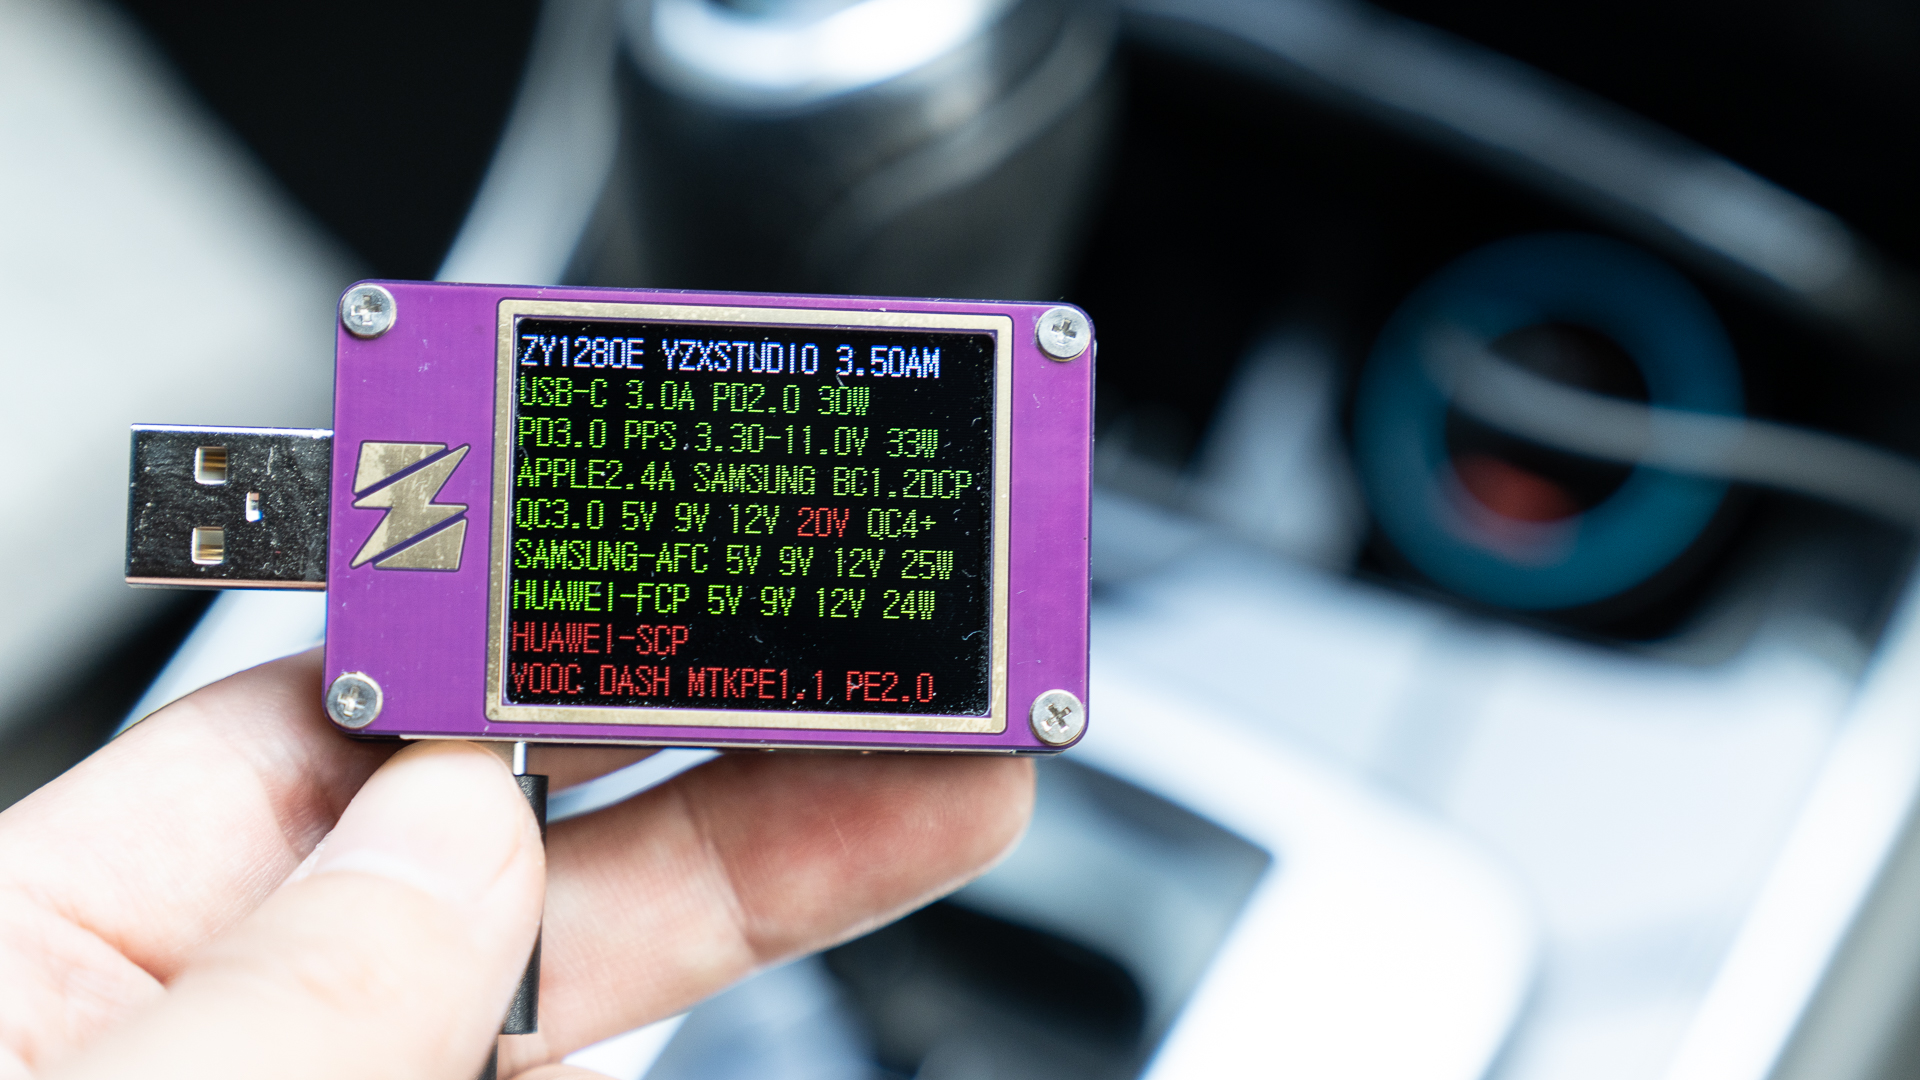 ZY1280E YZXSTUDIO 3.50AM
USB-C 3.0A PD2.0 30W
PD3.0 PPS 3.30-11.0V 33W
APPLE2.4A SAMSUNG BC1.2DCP
QC3.0 5V 9V 12V 20V QC4+
SAMSUNG-AFC 5V 9V 12V 25W
HUAWEI-FCP 5V 9V 12V 24W
HUAWEI-SCP
VOOC DASH MTKPE1.1 PE2.0